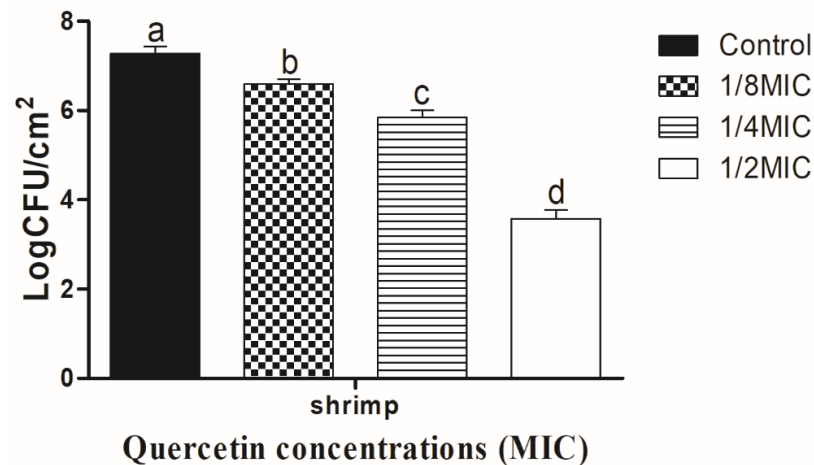 LogCFU/cm²
8
6
4
2
0
a
b
c
d
Control
1/8MIC
1/4MIC
1/2MIC
shrimp
Quercetin concentrations (MIC)